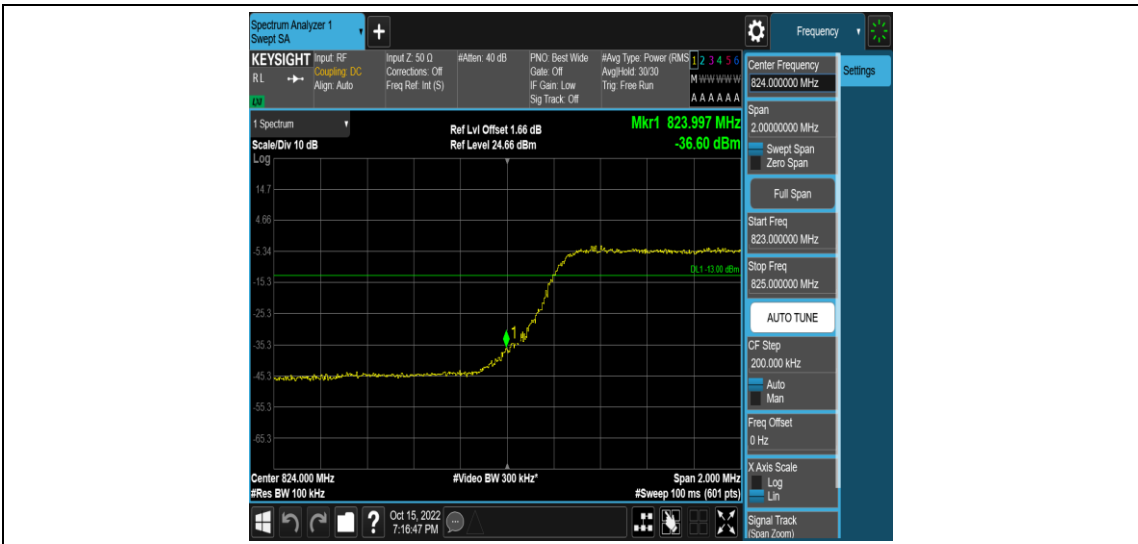 Spectrum Analyzer 1
Swept SA
+
Frequency
KEYSIGHT
RL
LXI
Input: RF
Coupling: DC
Align: Auto
Input Z: 50 Ω
Corrections: Off
Freq Ref: Int (S)
#Atten: 40 dB
PNO: Best Wide
Gate: Off
IF Gain: Low
Sig Track: Off
#Avg Type: Power (RMS
Avg|Hold: 30/30
Trig: Free Run
1 2 3 4 5 6
M W W W W W
A A A A A A
1 Spectrum
Scale/Div 10 dB
Log
Ref Lvl Offset 1.66 dB
Ref Level 24.66 dBm
Mkr1 823.997 MHz
-36.60 dBm
14.7
4.66
-5.34
DL1 -13.00 dBm
-15.3
-25.3
1
-35.3
-45.3
-55.3
-65.3
Center 824.000 MHz
#Video BW 300 kHz*
Span 2.000 MHz
#Res BW 100 kHz
#Sweep 100 ms (601 pts)
?
Oct 15, 2022
7:16:47 PM
Center Frequency
824.000000 MHz
Settings
Span
2.00000000 MHz
Swept Span
Zero Span
Full Span
Start Freq
823.000000 MHz
Stop Freq
825.000000 MHz
AUTO TUNE
CF Step
200.000 kHz
Auto
Man
Freq Offset
0 Hz
X Axis Scale
Log
Lin
Signal Track
(Span Zoom)